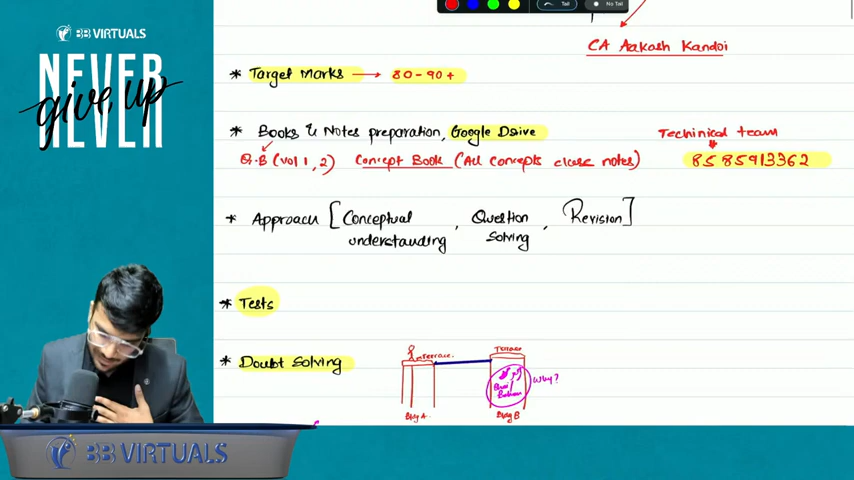 BB VIRTUALS
NEVER
give up
NEVER
Tail
No Tail
CA Aakash Kandoi
* Target Marks → 80-90+
* Books & Notes preparation, Google Drive
Techinical team
Q.B (vol 1, 2) Concept Book (All concepts class notes)
8585913362
* Approach [Conceptual understanding, Question Solving, Revision]
* Tests
* Doubt Solving
Terrace.
Terrace
Why?
Bldg A.
Bldg B
BB VIRTUALS